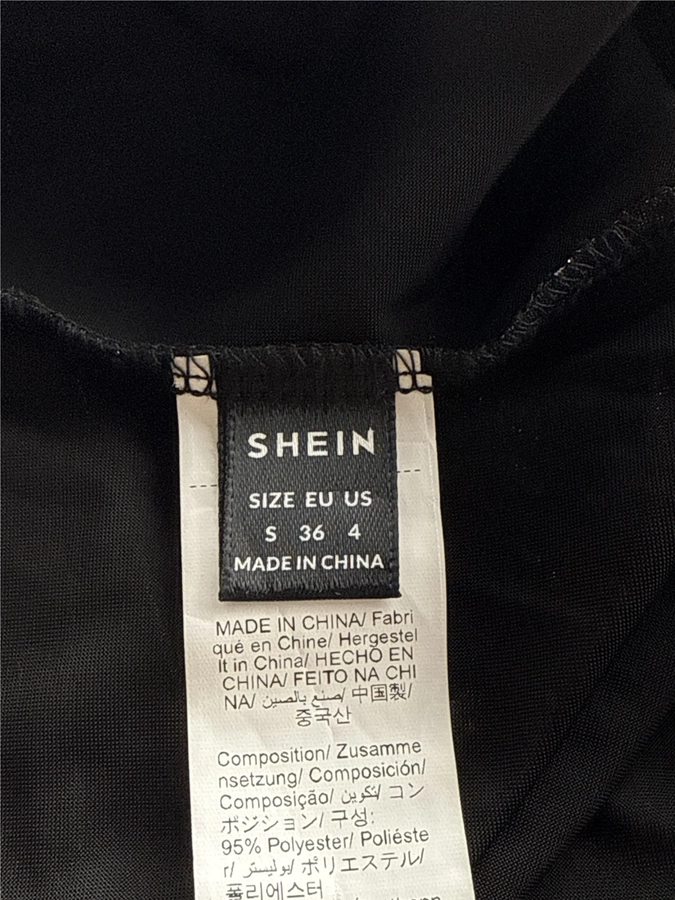 SHEIN
SIZE EU US
S 36 4
MADE IN CHINA
MADE IN CHINA/ Fabri
qué en Chine/ Hergestel
lt in China/ HECHO EN
CHINA/ FEITO NA CHI
NA/ صنع بالصين/ 中国製/
중국산
Composition/ Zusamme
nsetzung/ Composición/
Composição/ تكوين/ コン
ポジション/ 구성:
95% Polyester/ Poliéste
r/ بوليستر/ ポリエステル/
폴리에스터